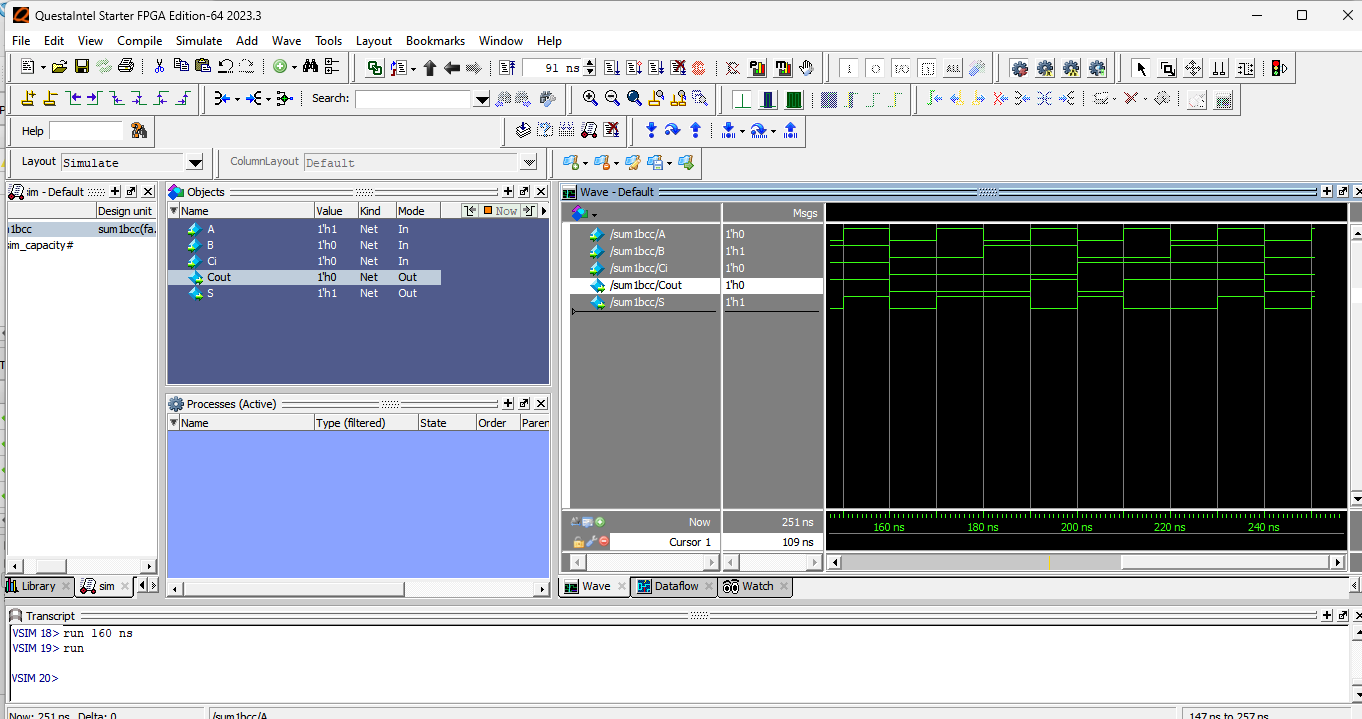 QuestaIntel Starter FPGA Edition-64 2023.3
File Edit View Compile Simulate Add Wave Tools Layout Bookmarks Window Help
91 ns
Search:
Help
Layout Simulate ColumnLayout Default
sim - Default
Design unit
1bcc sum1bcc(fa.
sim_capacity#
Library sim
Objects
Name Value Kind Mode Now
A 1'h1 Net In
B 1'h0 Net In
Ci 1'h0 Net In
Cout 1'h0 Net Out
S 1'h1 Net Out
Processes (Active)
Name Type (filtered) State Order Paren
Wave - Default
Msgs
/sum1bcc/A 1'h0
/sum1bcc/B 1'h1
/sum1bcc/Ci 1'h0
/sum1bcc/Cout 1'h0
/sum1bcc/S 1'h1
Now 251 ns 160 ns 180 ns 200 ns 220 ns 240 ns
Cursor 1 109 ns
Wave Dataflow Watch
Transcript
VSIM 18> run 160 ns
VSIM 19> run
VSIM 20>
Now: 251 ns Delta: 0 /sum1bcc/A 147 ns to 257 ns